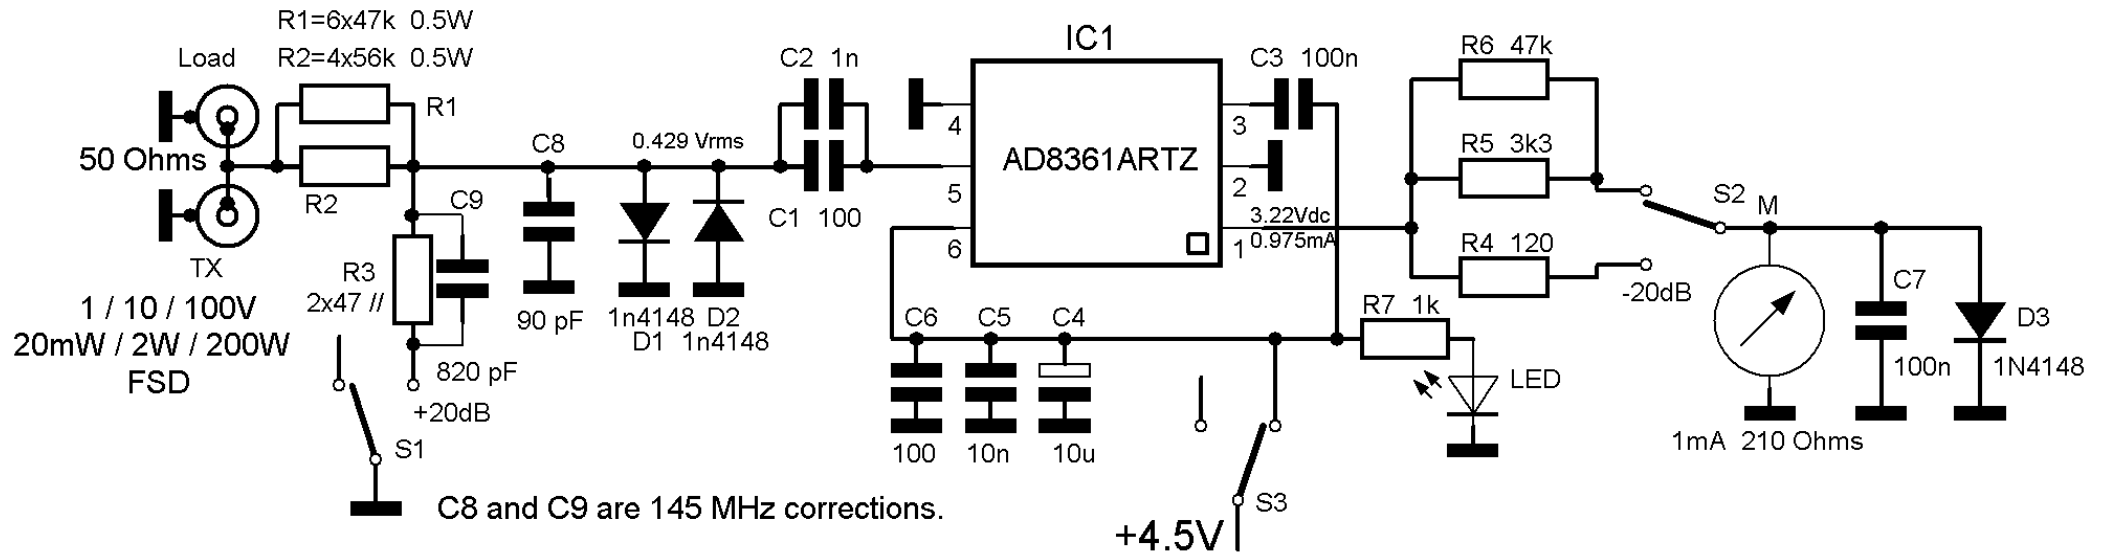 R1=6x47k 0.5W
R2=4x56k 0.5W
Load
R1
50 Ohms
R2
TX
1 / 10 / 100V
20mW / 2W / 200W
FSD
R3
2x47 //
C9
820 pF
+20dB
S1
C8
90 pF
0.429 Vrms
1n4148 D2
D1 1n4148
C2 1n
C1 100
IC1
AD8361ARTZ
4
5
6
3
2
1
C3 100n
3.22Vdc
0.975mA
C6
C5
C4
100
10n
10u
R7 1k
LED
S3
+4.5V
R6 47k
R5 3k3
R4 120
S2
-20dB
M
1mA 210 Ohms
C7
100n
D3
1N4148
C8 and C9 are 145 MHz corrections.